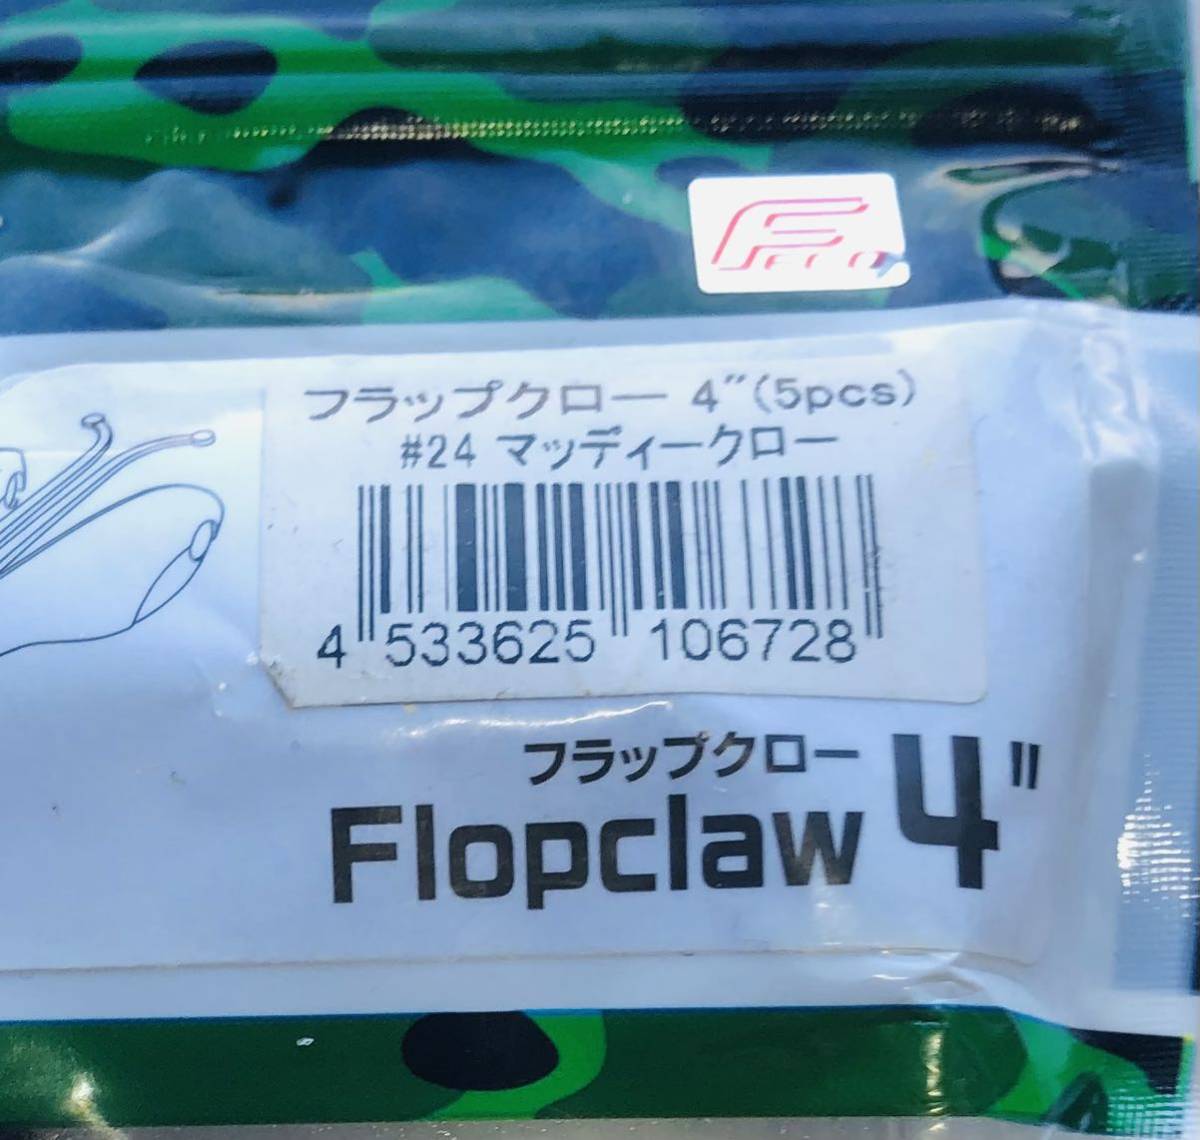 Feco
フラップクロー 4″(5pcs)
#24 マッディークロー
4 533625 106728
フラップクロー
Flopclaw 4"